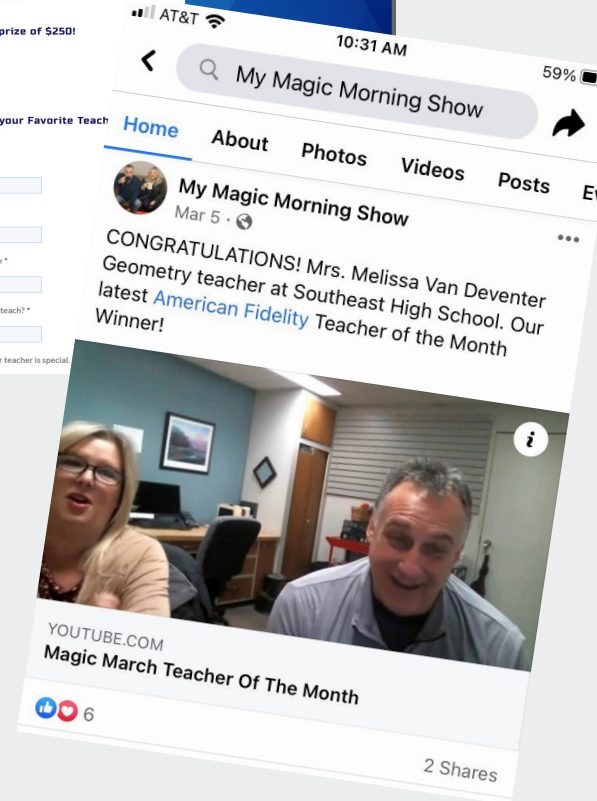 prize of $250!
your Favorite Teach
e *
teach? *
r teacher is special.
AT&T
10:31 AM
59%
My Magic Morning Show
Home About Photos Videos Posts Ev
My Magic Morning Show
Mar 5 ·
CONGRATULATIONS! Mrs. Melissa Van Deventer
Geometry teacher at Southeast High School. Our
latest American Fidelity Teacher of the Month
Winner!
i
YOUTUBE.COM
Magic March Teacher Of The Month
6
2 Shares